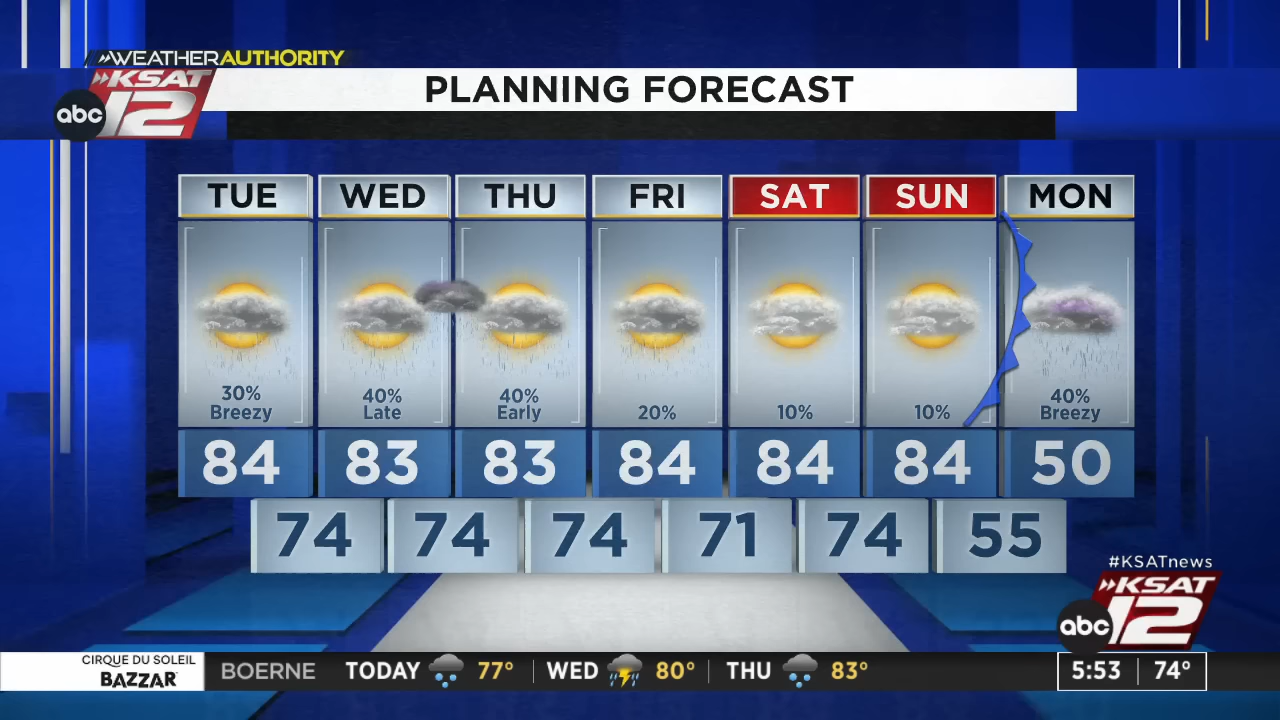 WEATHERAUTHORITY
KSAT
abc 12
PLANNING FORECAST
TUE WED THU FRI SAT SUN MON
30% 40% 40% 20% 10% 10% 40%
Breezy Late Early Breezy
84 83 83 84 84 84 50
74 74 74 71 74 55
#KSATnews
KSAT
abc 12
CIRQUE DU SOLEIL
BAZZAR
BOERNE TODAY 77° WED 80° THU 83°
5:53 74°